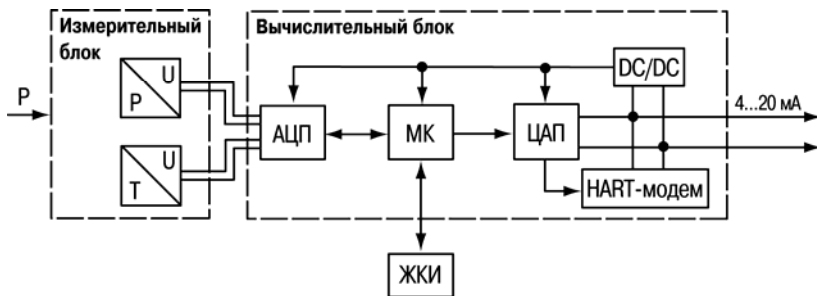 Измерительный
блок
Вычислительный блок
P
U
P
U
T
АЦП
МК
ЦАП
DC/DC
4...20 мА
HART-модем
ЖКИ